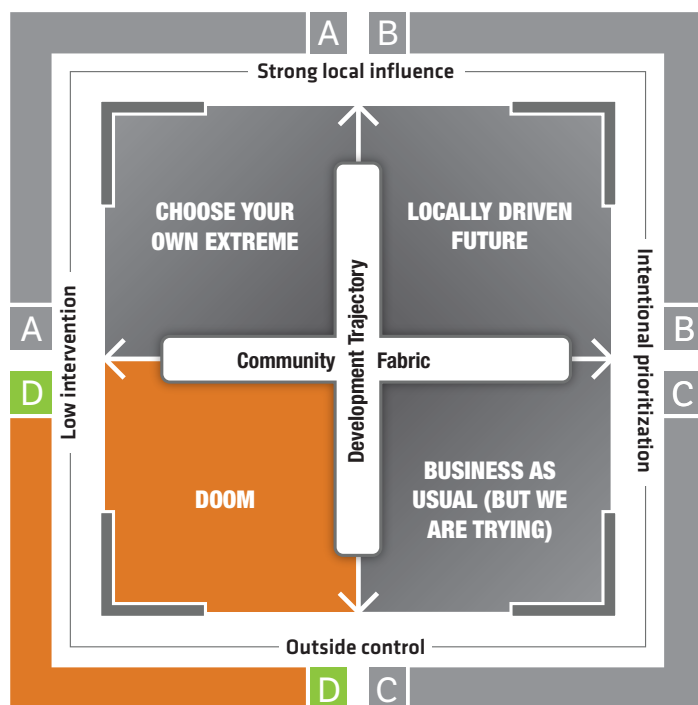 A B
Strong local influence
CHOOSE YOUR
OWN EXTREME
LOCALLY DRIVEN
FUTURE
Low intervention
Development Trajectory
Intentional prioritization
A
B
Community Fabric
D
C
DOOM
BUSINESS AS
USUAL (BUT WE
ARE TRYING)
Outside control
D C